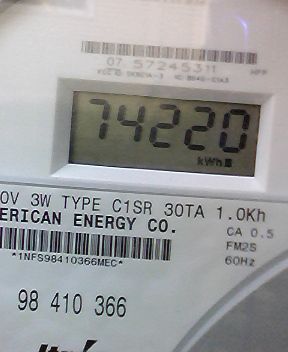 07 57245311
74220
kWh
0V 3W TYPE C1SR 30TA 1.0Kh
ERICAN ENERGY CO.
CA 0.5
FM2S
60Hz
*1NFS98410366MEC*
98 410 366